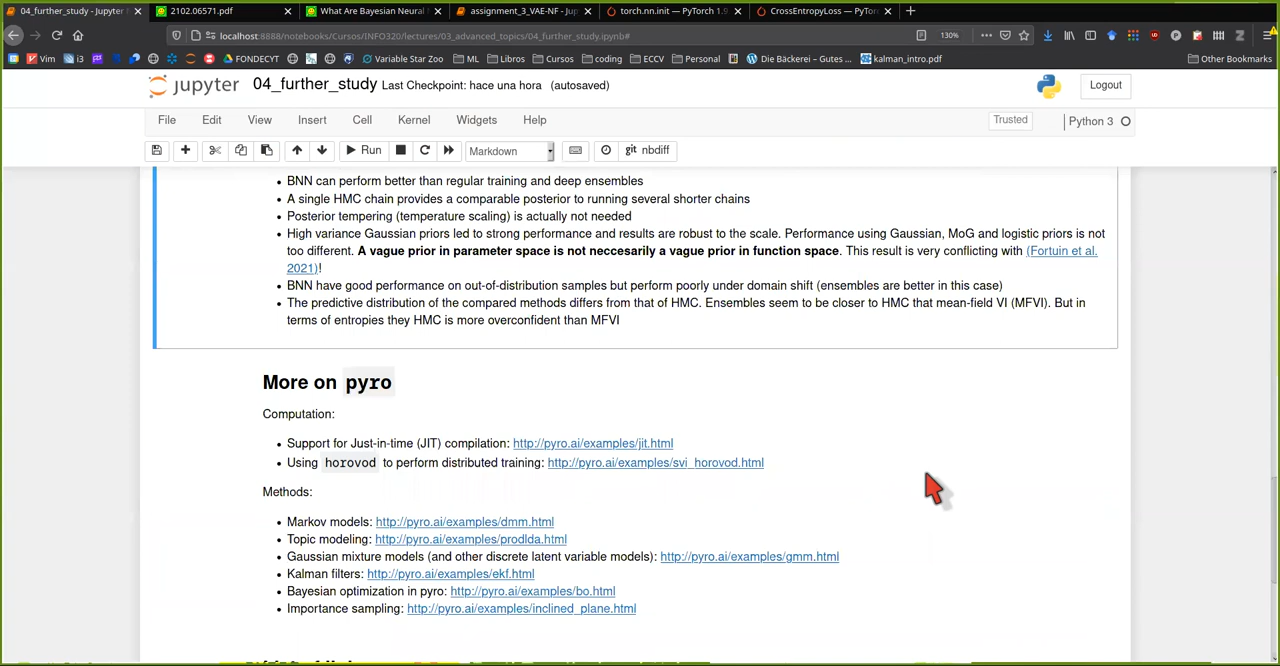 04_further_study - Jupyter
2102.06571.pdf
What Are Bayesian Neural
assignment_3_VAE-NF - Jup
torch.nn.init — PyTorch 1.9
CrossEntropyLoss — PyTor
localhost:8888/notebooks/Cursos/INFO320/lectures/03_advanced_topics/04_further_study.ipynb#
130%
Vim i3 FONDECYT Variable Star Zoo ML Libros Cursos coding ECCV Personal Die Bäckerei – Gutes ... kalman_intro.pdf Other Bookmarks
jupyter 04_further_study Last Checkpoint: hace una hora (autosaved) Logout
File Edit View Insert Cell Kernel Widgets Help Trusted Python 3
Run Markdown git nbdiff
• BNN can perform better than regular training and deep ensembles
• A single HMC chain provides a comparable posterior to running several shorter chains
• Posterior tempering (temperature scaling) is actually not needed
• High variance Gaussian priors led to strong performance and results are robust to the scale. Performance using Gaussian, MoG and logistic priors is not
too different. A vague prior in parameter space is not neccesarily a vague prior in function space. This result is very conflicting with (Fortuin et al.
2021)!
• BNN have good performance on out-of-distribution samples but perform poorly under domain shift (ensembles are better in this case)
• The predictive distribution of the compared methods differs from that of HMC. Ensembles seem to be closer to HMC that mean-field VI (MFVI). But in
terms of entropies they HMC is more overconfident than MFVI
More on pyro
Computation:
• Support for Just-in-time (JIT) compilation: http://pyro.ai/examples/jit.html
• Using horovod to perform distributed training: http://pyro.ai/examples/svi_horovod.html
Methods:
• Markov models: http://pyro.ai/examples/dmm.html
• Topic modeling: http://pyro.ai/examples/prodlda.html
• Gaussian mixture models (and other discrete latent variable models): http://pyro.ai/examples/gmm.html
• Kalman filters: http://pyro.ai/examples/ekf.html
• Bayesian optimization in pyro: http://pyro.ai/examples/bo.html
• Importance sampling: http://pyro.ai/examples/inclined_plane.html